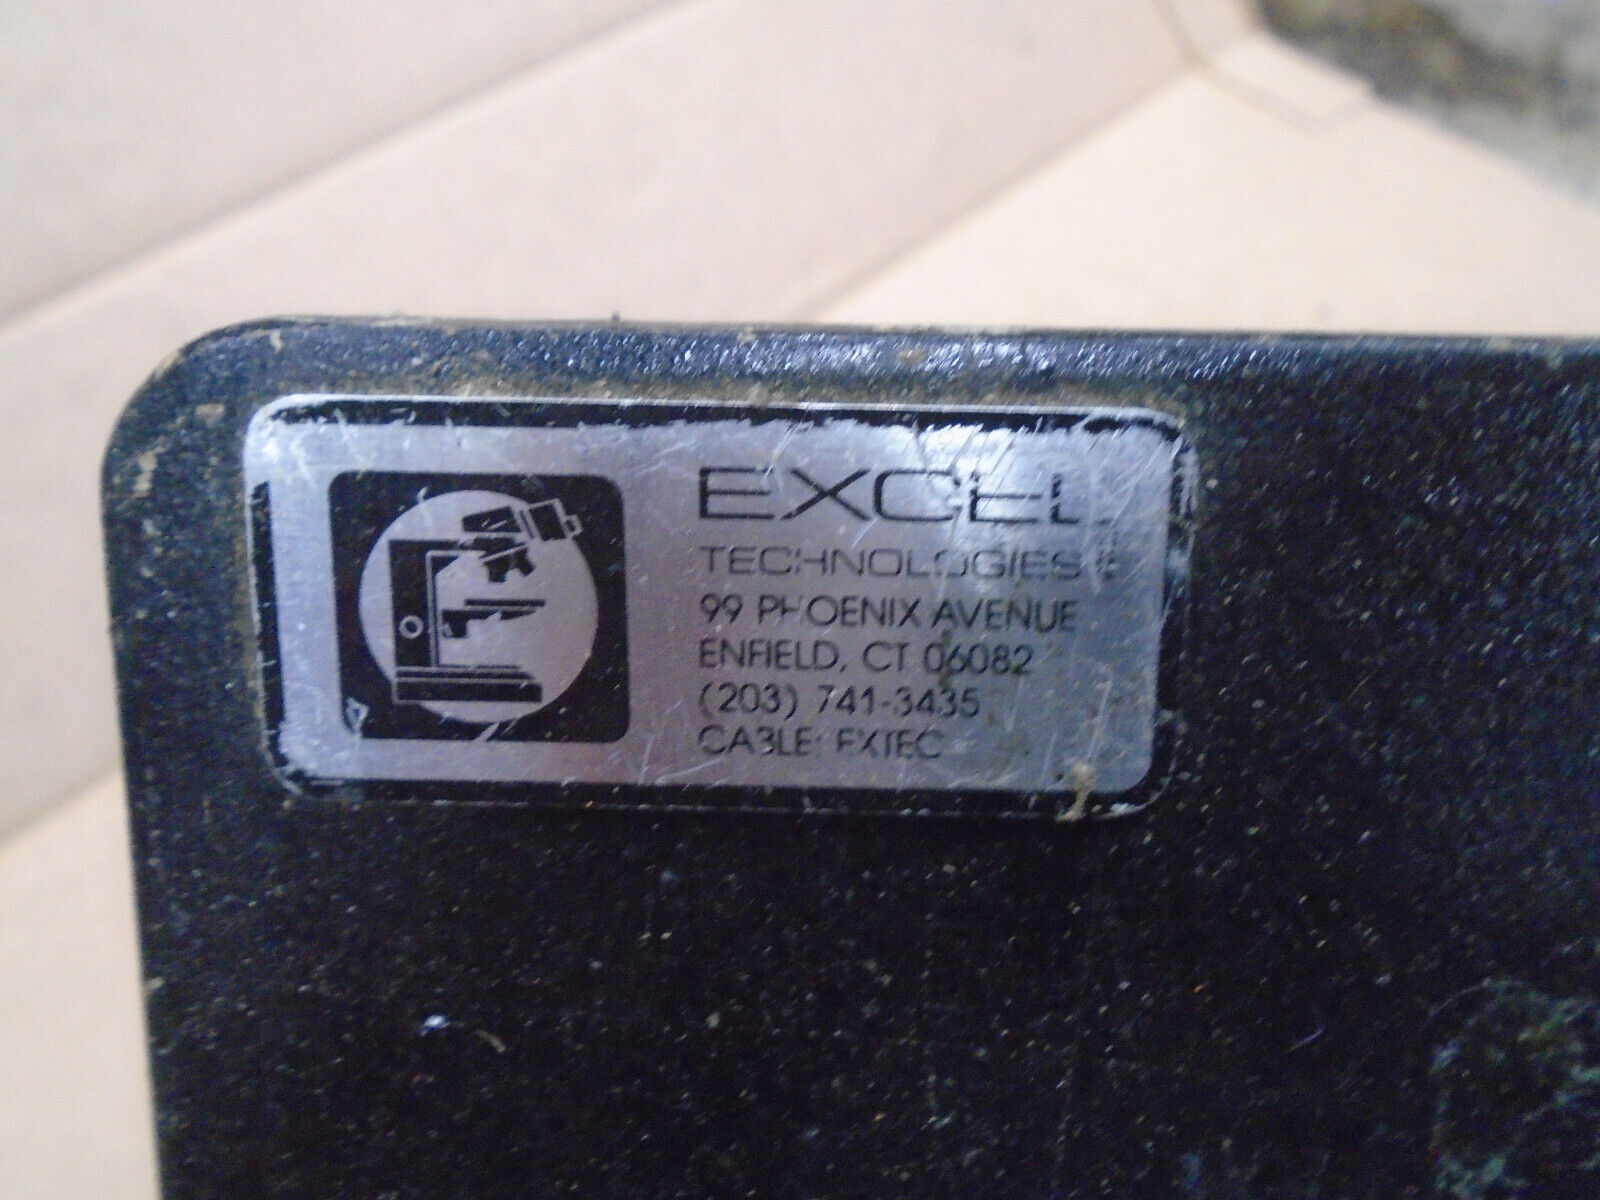 EXCEL
TECHNOLOGIES
99 PHOENIX AVENUE
ENFIELD, CT 06082
(203) 741-3435
CABLE: EXTEC